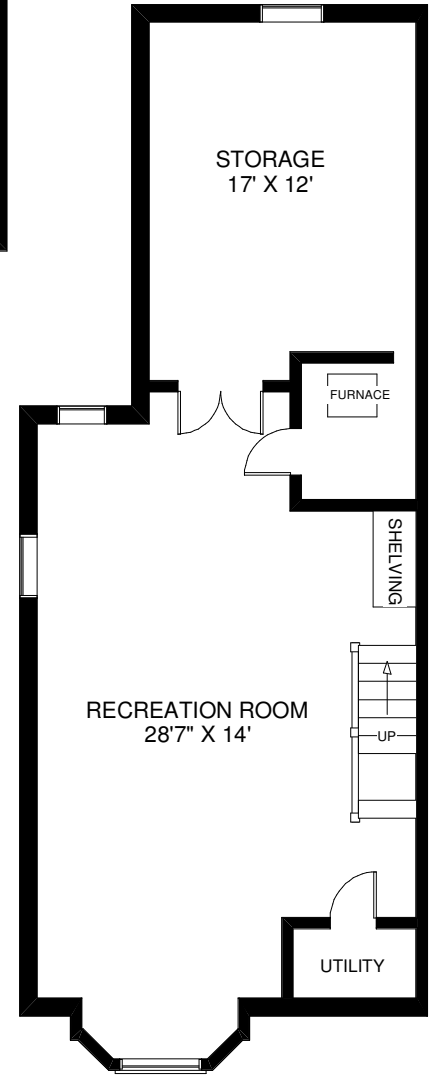 STORAGE
17' X 12'
FURNACE
SHELVING
RECREATION ROOM
28'7" X 14'
UP
UTILITY